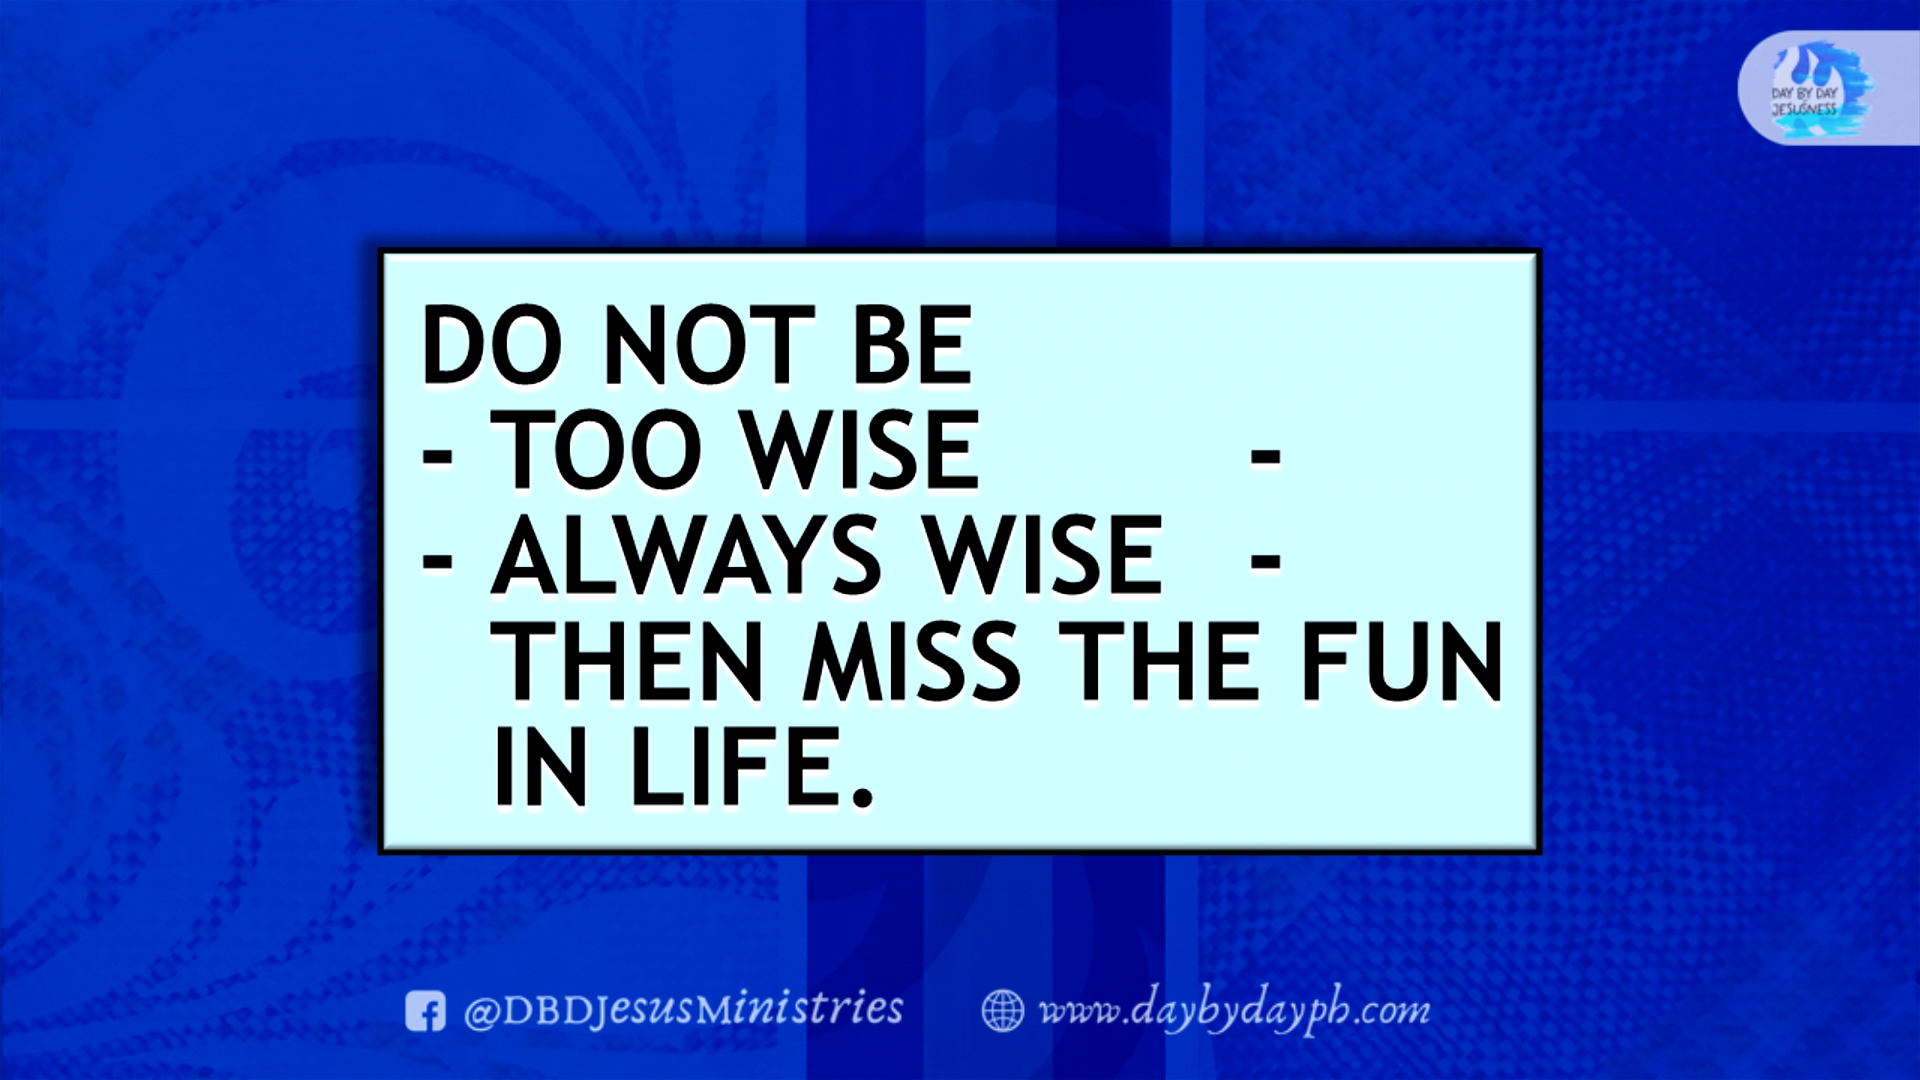 DAY BY DAY
JESUSNESS
DO NOT BE
- TOO WISE -
- ALWAYS WISE -
THEN MISS THE FUN
IN LIFE.
@DBDJesusMinistries
www.daybydayph.com